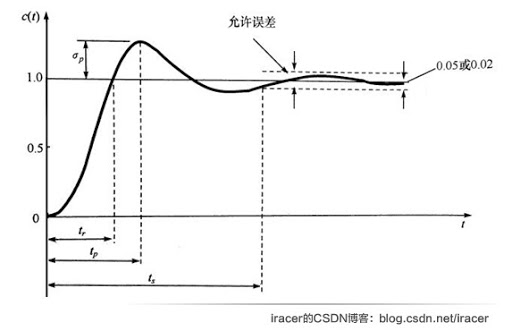 c(t)
允许误差
σp
1.0
0.05或0.02
0.5
0
tr
t
tp
ts
iracer的CSDN博客：blog.csdn.net/iracer